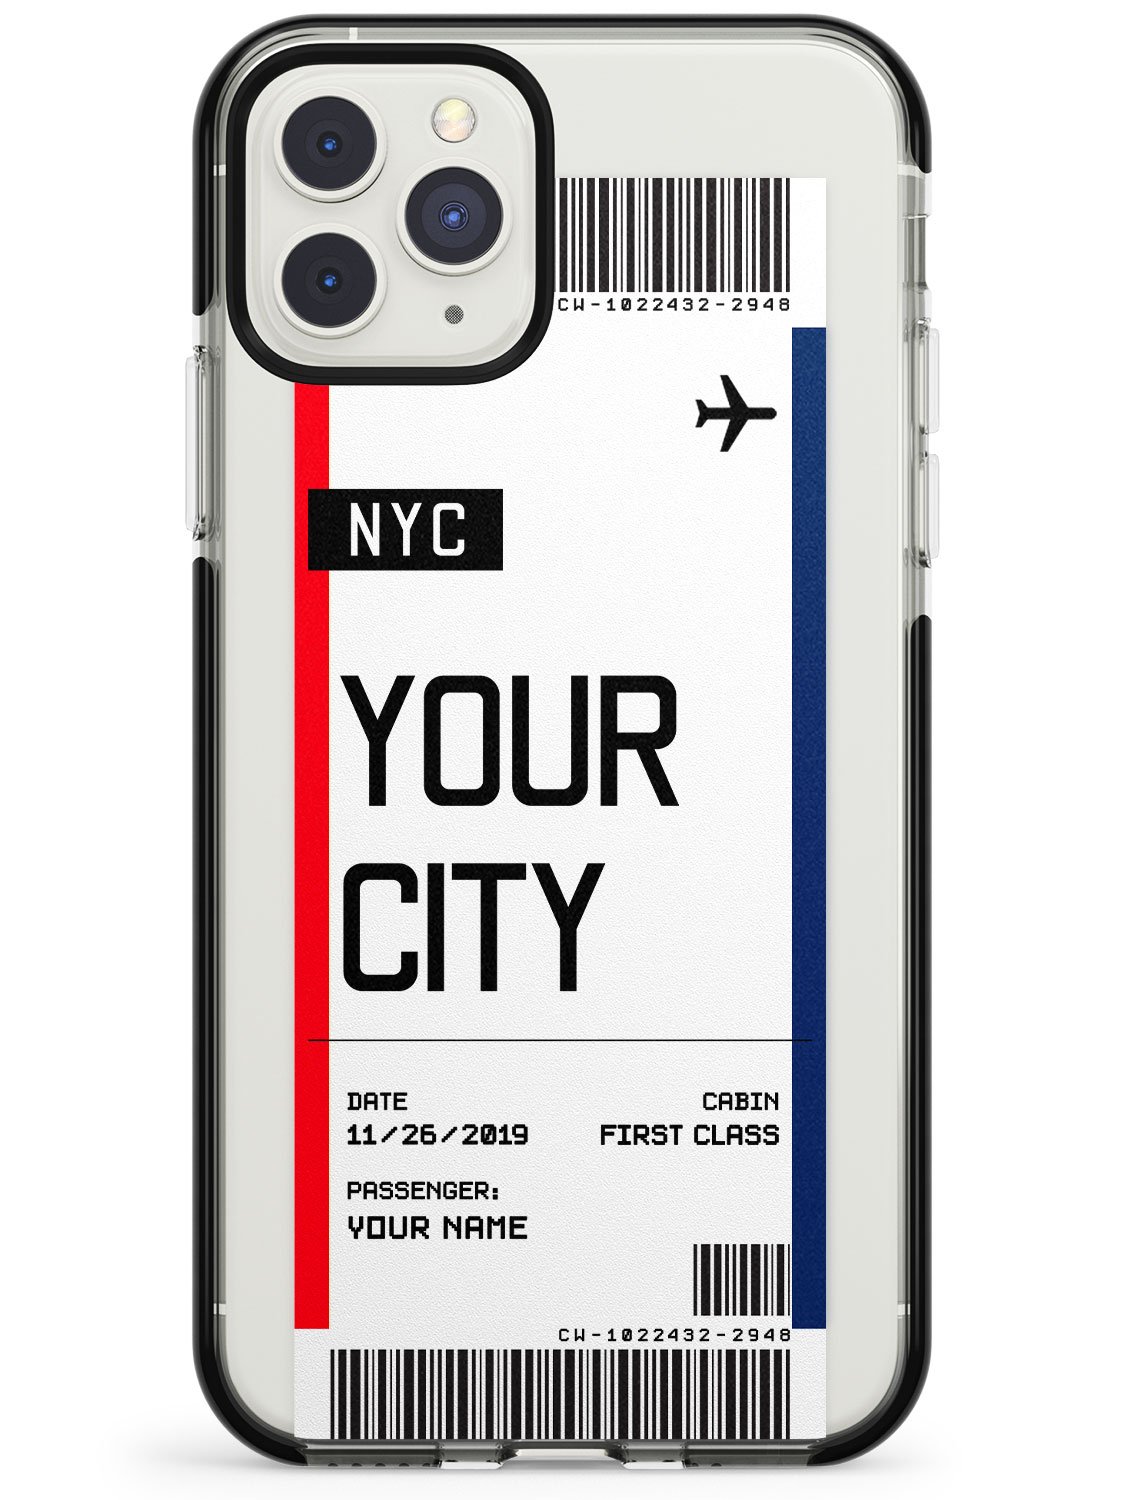 CW-1022432-2948
NYC
YOUR
CITY
DATE
CABIN
11/26/2019
FIRST CLASS
PASSENGER:
YOUR NAME
CW-1022432-2948